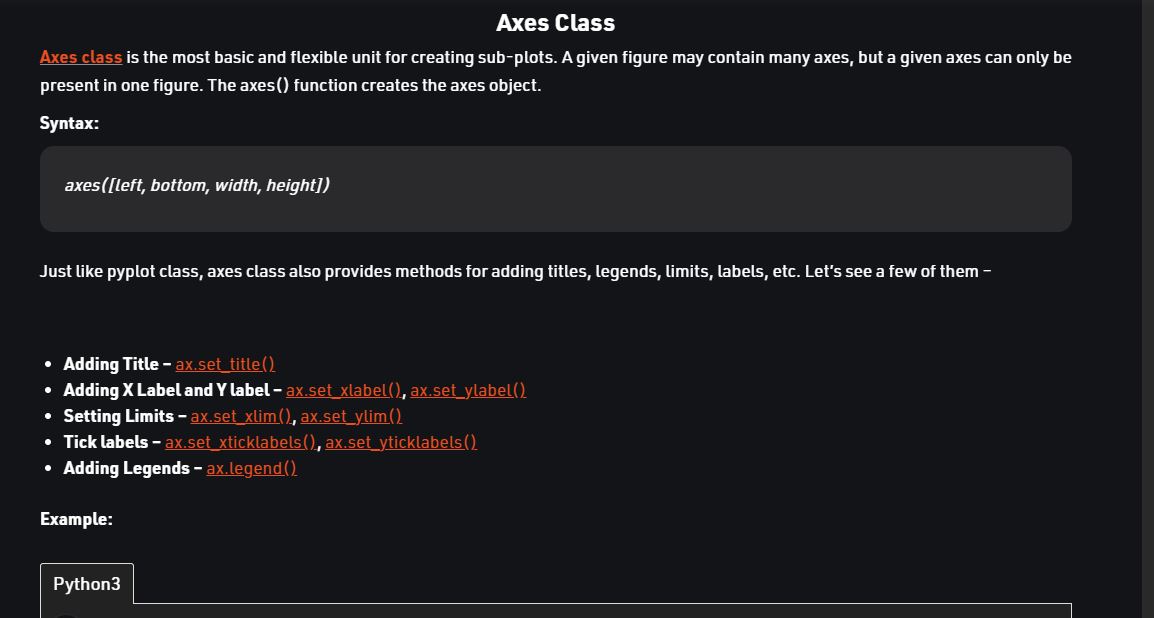 Axes Class
Axes class is the most basic and flexible unit for creating sub-plots. A given figure may contain many axes, but a given axes can only be
present in one figure. The axes() function creates the axes object.
Syntax:
axes([left, bottom, width, height])
Just like pyplot class, axes class also provides methods for adding titles, legends, limits, labels, etc. Let’s see a few of them –
• Adding Title – ax.set_title()
• Adding X Label and Y label – ax.set_xlabel(), ax.set_ylabel()
• Setting Limits – ax.set_xlim(), ax.set_ylim()
• Tick labels – ax.set_xticklabels(), ax.set_yticklabels()
• Adding Legends – ax.legend()
Example:
Python3